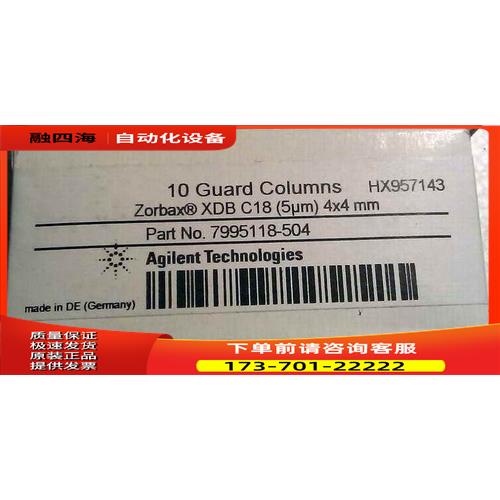 融四海 | 自动化设备
10 Guard Columns HX957143
Zorbax® XDB C18 (5µm) 4x4 mm
Part No. 7995118-504
Agilent Technologies
made in DE (Germany)
质量保证
极速发货
原装正品
提供发票
下单前请咨询客服
173-701-22222